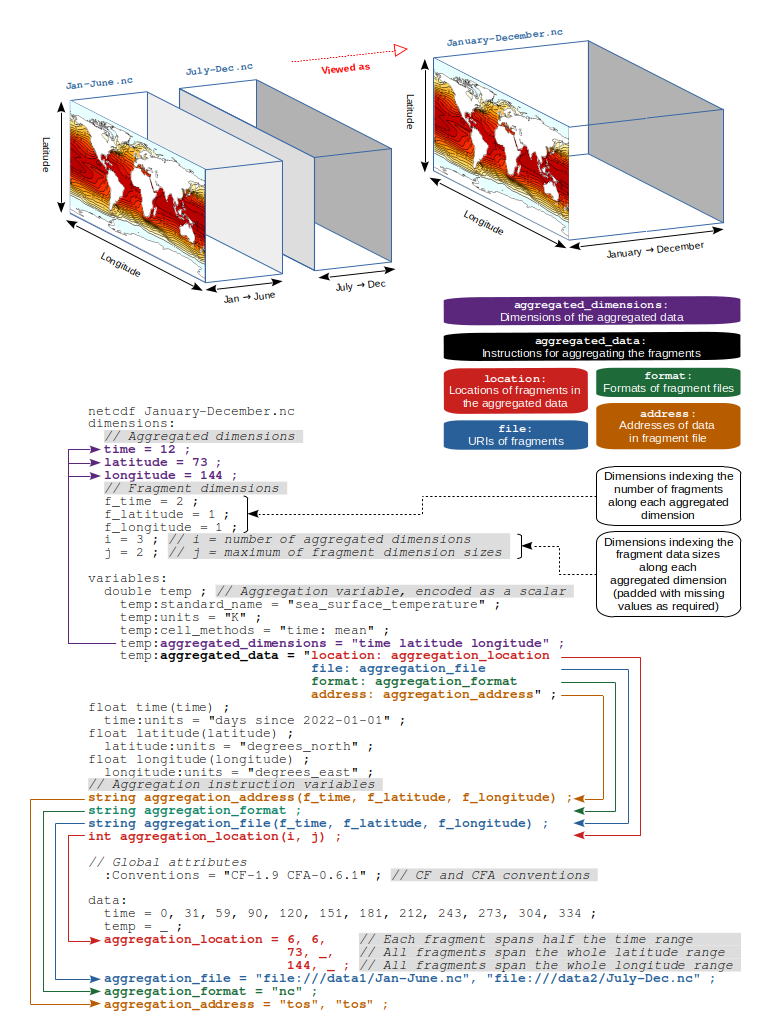 January-December.nc
July-Dec.nc
Viewed as
Jan-June.nc
Latitude
Latitude
Longitude
Longitude
Jan → June
July → Dec
January → December
aggregated_dimensions:
Dimensions of the aggregated data
aggregated_data:
Instructions for aggregating the fragments
location:
Locations of fragments in
the aggregated data
format:
Formats of fragment files
file:
URIs of fragments
address:
Addresses of data
in fragment file
netcdf January-December.nc
dimensions:
// Aggregated dimensions
time = 12 ;
latitude = 73 ;
longitude = 144 ;
// Fragment dimensions
f_time = 2 ;
f_latitude = 1 ;
f_longitude = 1 ;
i = 3 ; // i = number of aggregated dimensions
j = 2 ; // j = maximum of fragment dimension sizes
Dimensions indexing the
number of fragments
along each aggregated
dimension
Dimensions indexing the
fragment data sizes
along each
aggregated dimension
(padded with missing
values as required)
variables:
double temp ; // Aggregation variable, encoded as a scalar
temp:standard_name = "sea_surface_temperature" ;
temp:units = "K" ;
temp:cell_methods = "time: mean" ;
temp:aggregated_dimensions = "time latitude longitude" ;
temp:aggregated_data = "location: aggregation_location
file: aggregation_file
format: aggregation_format
address: aggregation_address" ;
float time(time) ;
time:units = "days since 2022-01-01" ;
float latitude(latitude) ;
latitude:units = "degrees_north" ;
float longitude(longitude) ;
longitude:units = "degrees_east" ;
// Aggregation instruction variables
string aggregation_address(f_time, f_latitude, f_longitude) ;
string aggregation_format ;
string aggregation_file(f_time, f_latitude, f_longitude) ;
int aggregation_location(i, j) ;
// Global attributes
:Conventions = "CF-1.9 CFA-0.6.1" ; // CF and CFA conventions
data:
time = 0, 31, 59, 90, 120, 151, 181, 212, 243, 273, 304, 334 ;
temp = _ ;
aggregation_location = 6, 6, // Each fragment spans half the time range
73, _, // All fragments span the whole latitude range
144, _ ; // All fragments span the whole longitude range
aggregation_file = "file:///data1/Jan-June.nc", "file:///data2/July-Dec.nc" ;
aggregation_format = "nc" ;
aggregation_address = "tos", "tos" ;